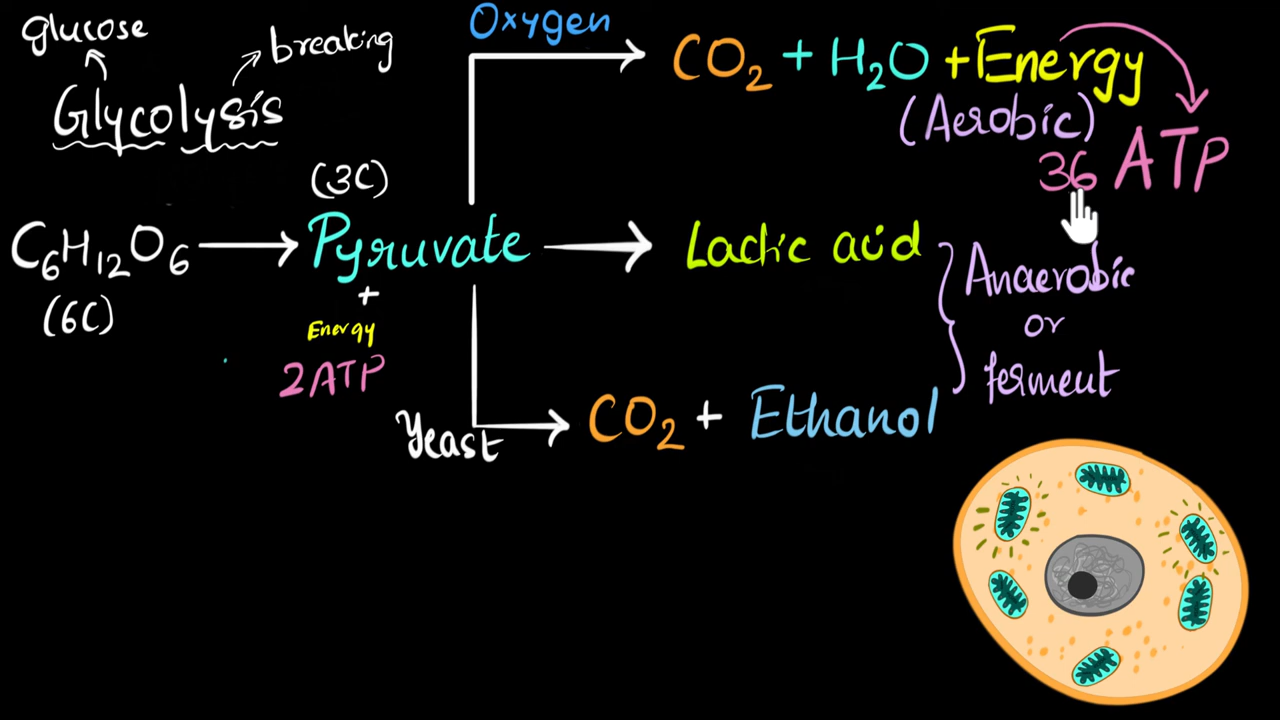 glucose
breaking
Glycolysis
Oxygen
CO2 + H2O + Energy
(Aerobic)
36 ATP
(3C)
C6H12O6
Pyruvate
Lactic acid
(6C)
+
Energy
2ATP
Anaerobic
or
ferment
Yeast
CO2 + Ethanol